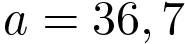 a = 36, 7